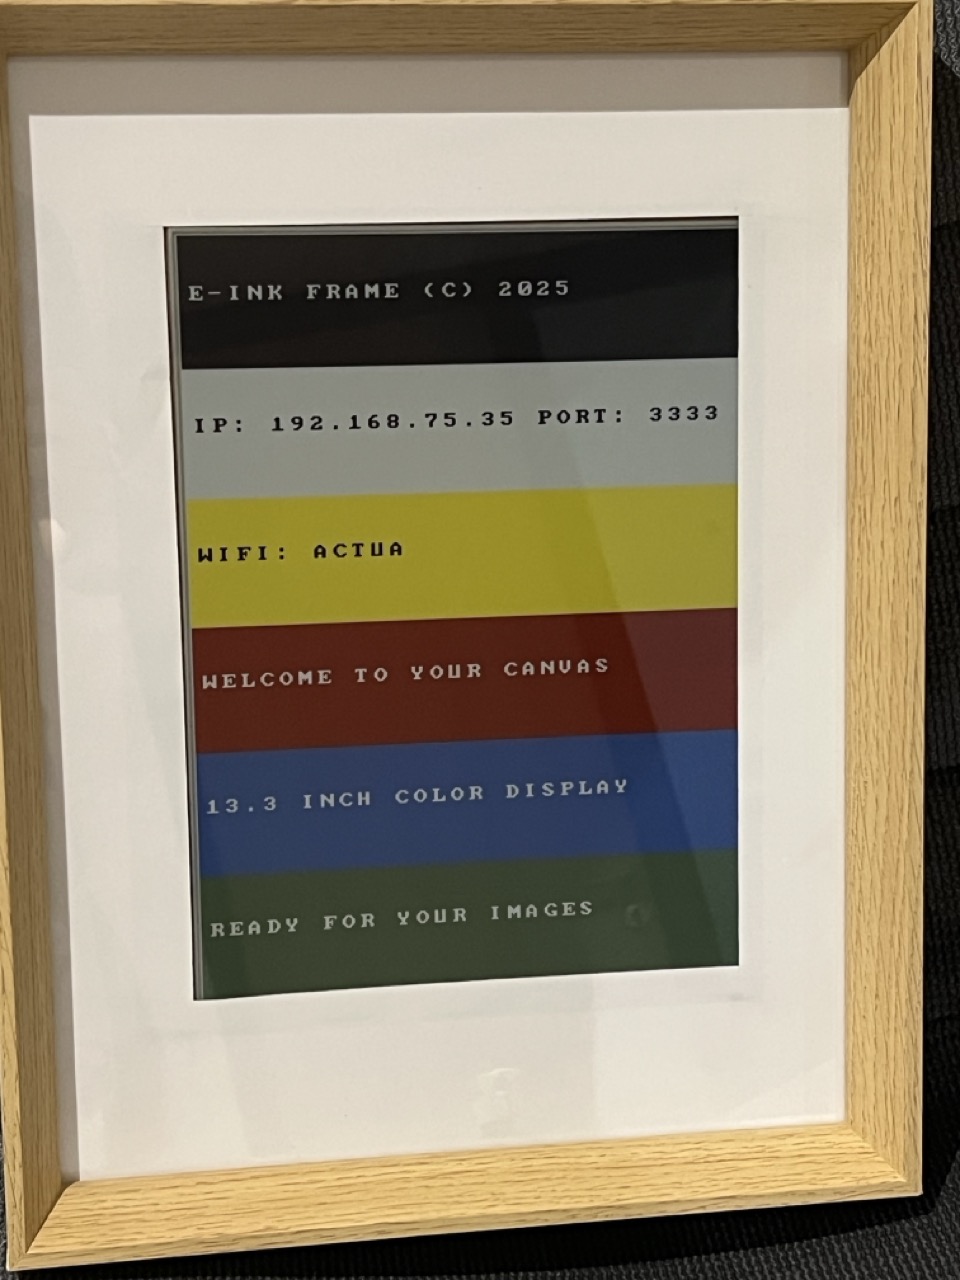 E-INK FRAME (C) 2025
IP: 192.168.75.35 PORT: 3333
WIFI: ACTUA
WELCOME TO YOUR CANVAS
13.3 INCH COLOR DISPLAY
READY FOR YOUR IMAGES